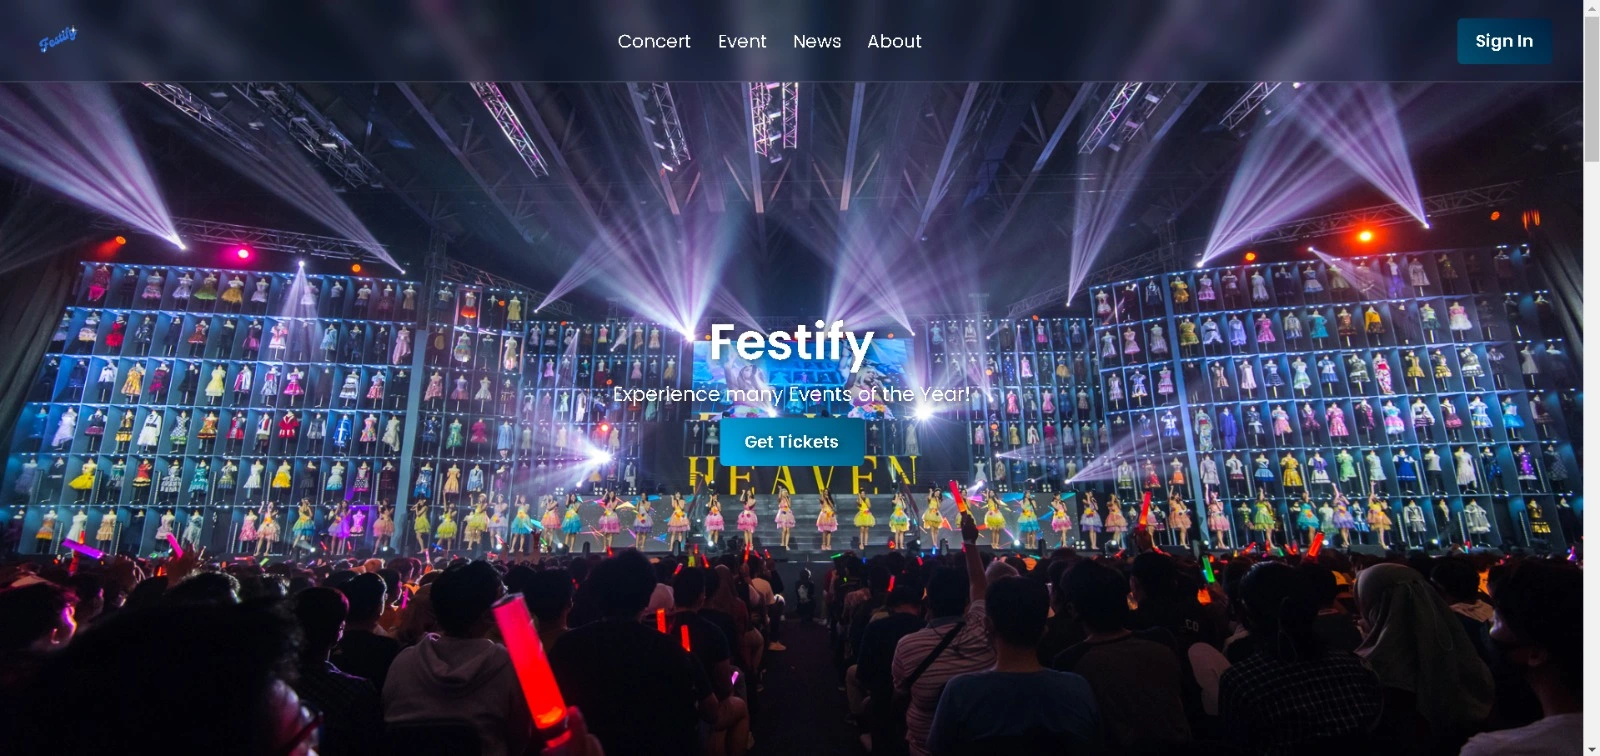 Festify
Concert
Event
News
About
Sign In
Festify
Experience many Events of the Year!
Get Tickets
HEAVEN